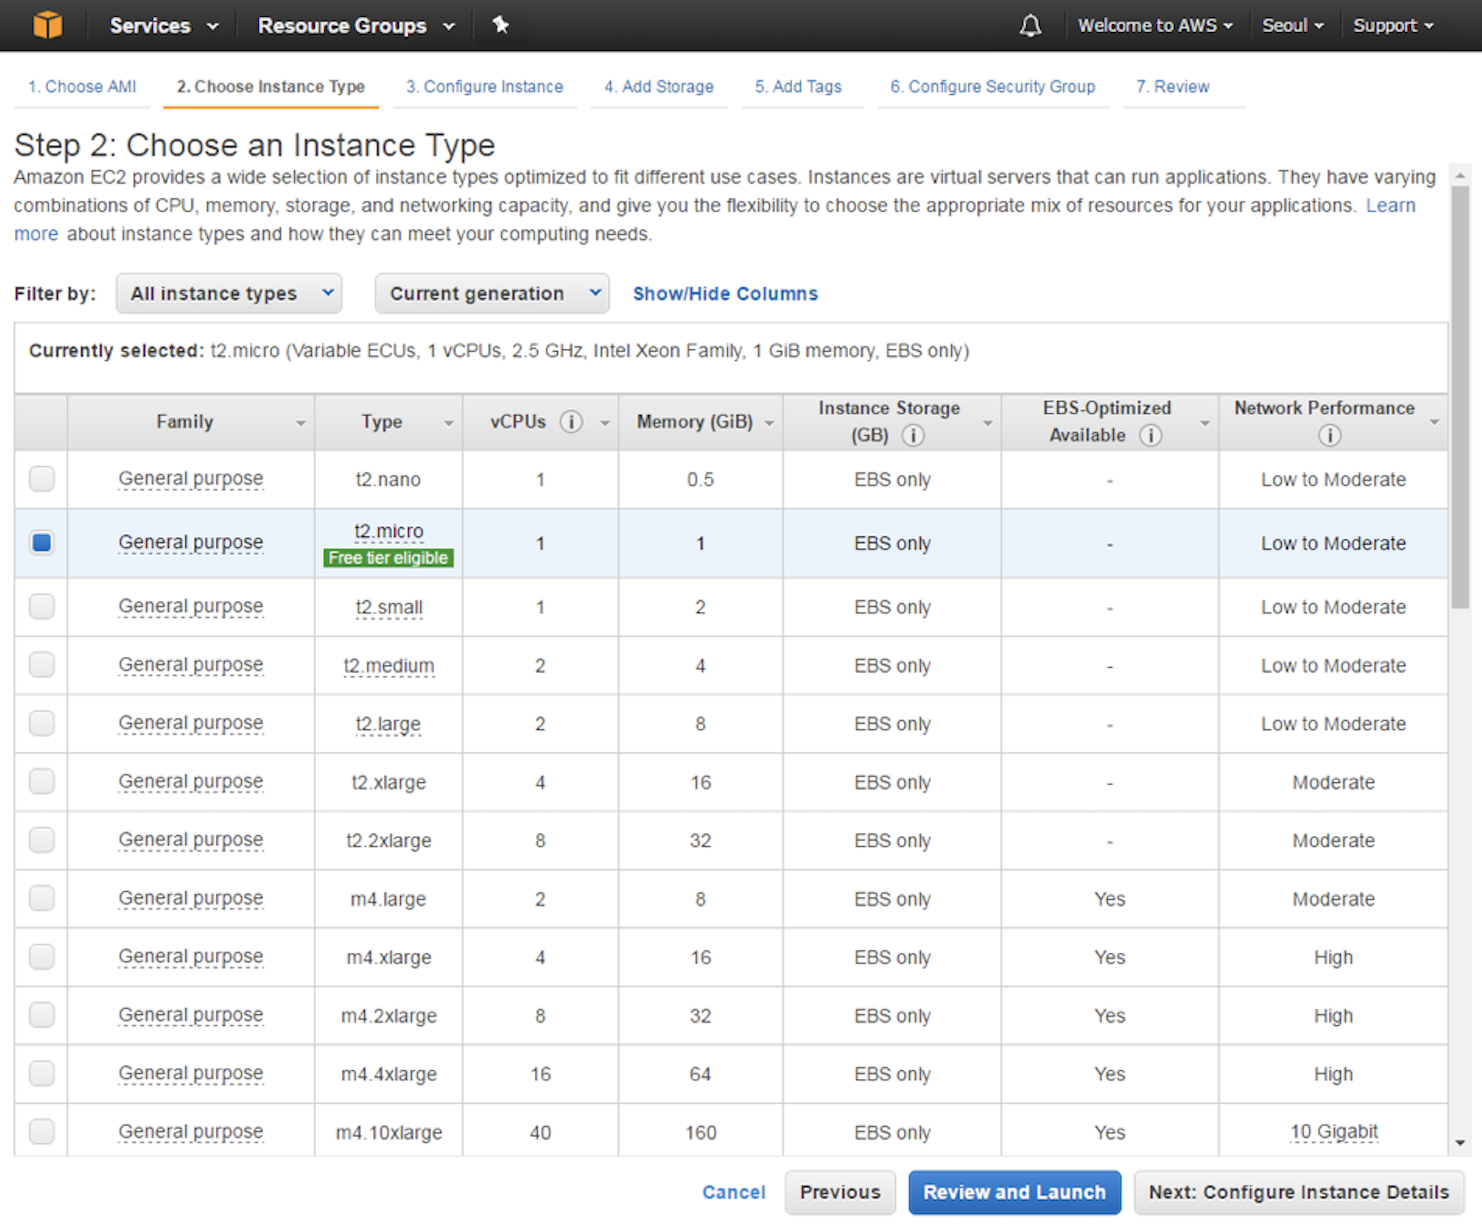 Services Resource Groups Welcome to AWS Seoul Support
1. Choose AMI 2. Choose Instance Type 3. Configure Instance 4. Add Storage 5. Add Tags 6. Configure Security Group 7. Review
Step 2: Choose an Instance Type
Amazon EC2 provides a wide selection of instance types optimized to fit different use cases. Instances are virtual servers that can run applications. They have varying
combinations of CPU, memory, storage, and networking capacity, and give you the flexibility to choose the appropriate mix of resources for your applications. Learn
more about instance types and how they can meet your computing needs.
Filter by: All instance types Current generation Show/Hide Columns
Currently selected: t2.micro (Variable ECUs, 1 vCPUs, 2.5 GHz, Intel Xeon Family, 1 GiB memory, EBS only)
Family Type vCPUs i Memory (GiB) Instance Storage (GB) i EBS-Optimized Available i Network Performance i
General purpose t2.nano 1 0.5 EBS only - Low to Moderate
General purpose t2.micro Free tier eligible 1 1 EBS only - Low to Moderate
General purpose t2.small 1 2 EBS only - Low to Moderate
General purpose t2.medium 2 4 EBS only - Low to Moderate
General purpose t2.large 2 8 EBS only - Low to Moderate
General purpose t2.xlarge 4 16 EBS only - Moderate
General purpose t2.2xlarge 8 32 EBS only - Moderate
General purpose m4.large 2 8 EBS only Yes Moderate
General purpose m4.xlarge 4 16 EBS only Yes High
General purpose m4.2xlarge 8 32 EBS only Yes High
General purpose m4.4xlarge 16 64 EBS only Yes High
General purpose m4.10xlarge 40 160 EBS only Yes 10 Gigabit
Cancel Previous Review and Launch Next: Configure Instance Details